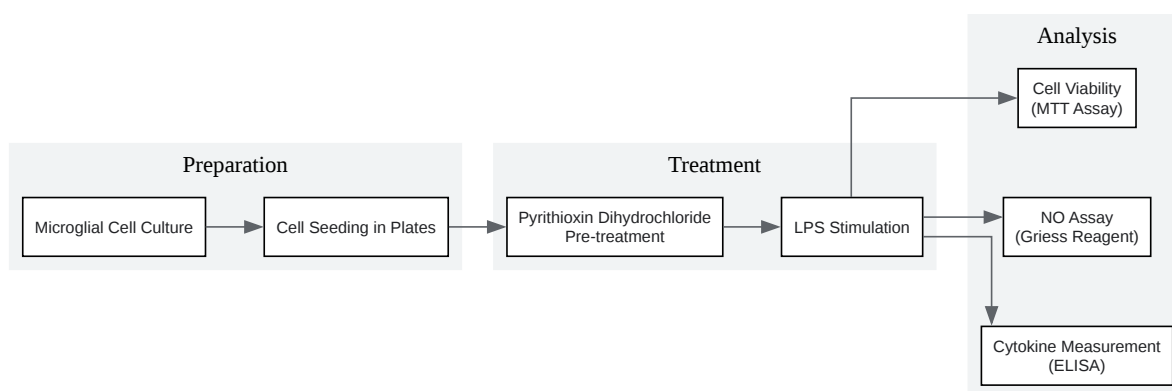 Preparation
Microglial Cell Culture
Cell Seeding in Plates
Treatment
Pyrithioxin Dihydrochloride
Pre-treatment
LPS Stimulation
Analysis
Cell Viability
(MTT Assay)
NO Assay
(Griess Reagent)
Cytokine Measurement
(ELISA)